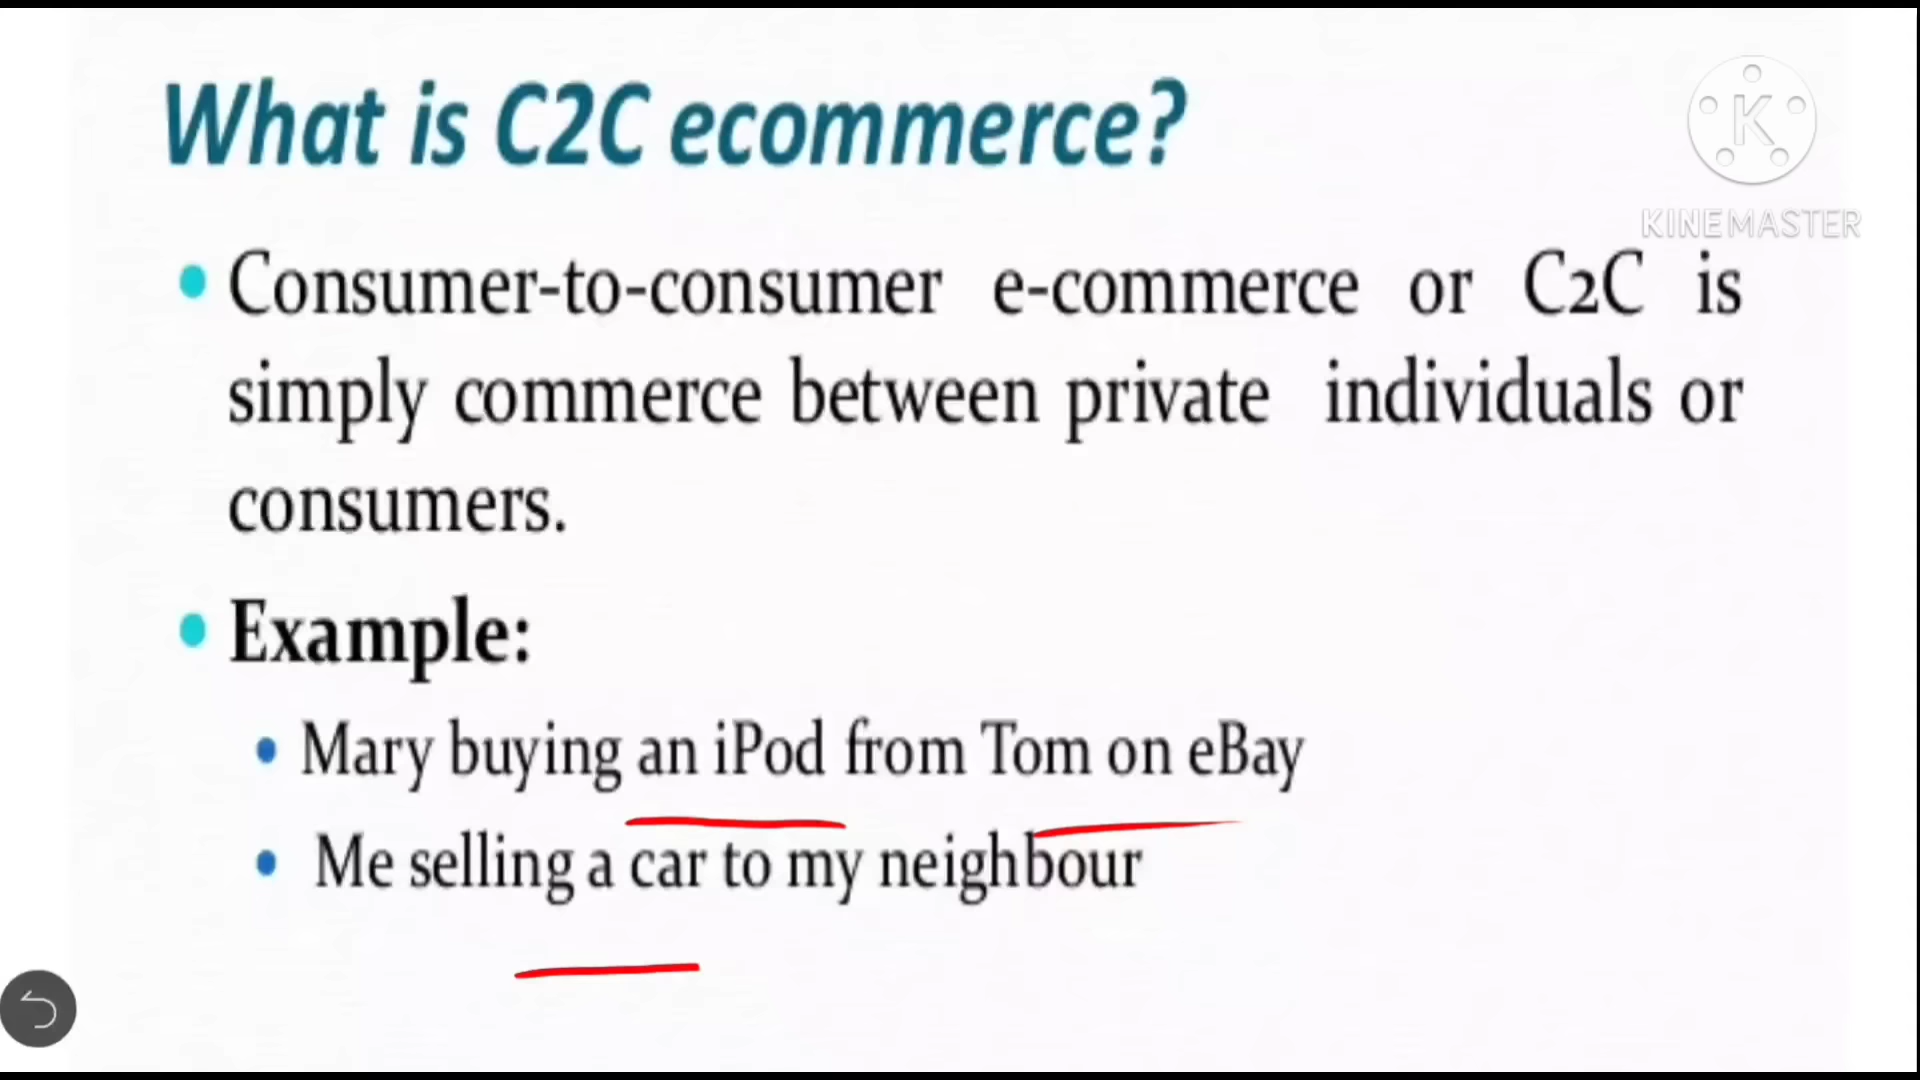 What is C2C ecommerce?
K
KINEMASTER
• Consumer-to-consumer e-commerce or C2C is
simply commerce between private individuals or
consumers.
• Example:
• Mary buying an iPod from Tom on eBay
• Me selling a car to my neighbour